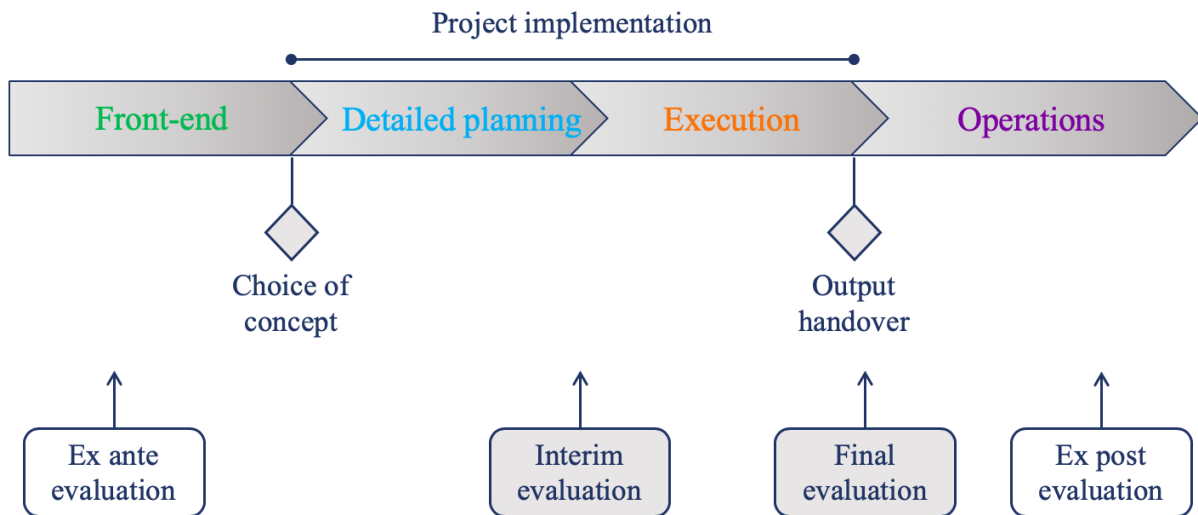 Project implementation
Front-end
Detailed planning
Execution
Operations
Choice of
concept
Output
handover
Ex ante
evaluation
Interim
evaluation
Final
evaluation
Ex post
evaluation